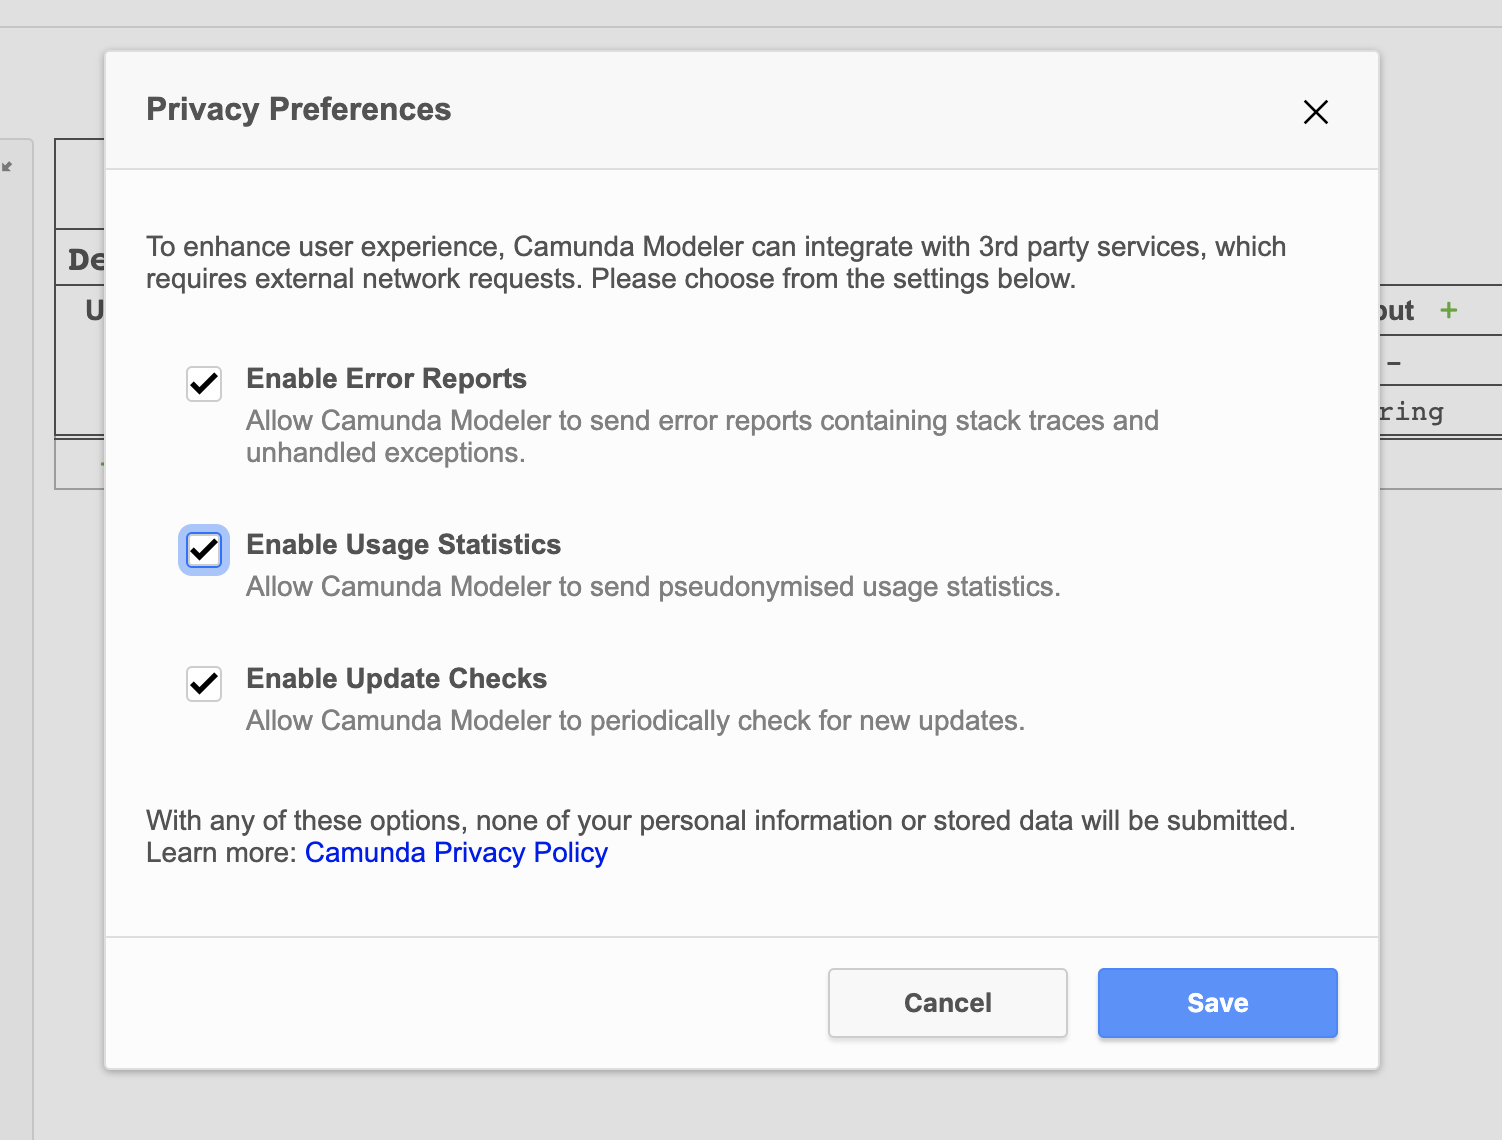 Privacy Preferences
To enhance user experience, Camunda Modeler can integrate with 3rd party services, which
requires external network requests. Please choose from the settings below.
Enable Error Reports
Allow Camunda Modeler to send error reports containing stack traces and
unhandled exceptions.
Enable Usage Statistics
Allow Camunda Modeler to send pseudonymised usage statistics.
Enable Update Checks
Allow Camunda Modeler to periodically check for new updates.
With any of these options, none of your personal information or stored data will be submitted.
Learn more: Camunda Privacy Policy
Cancel
Save